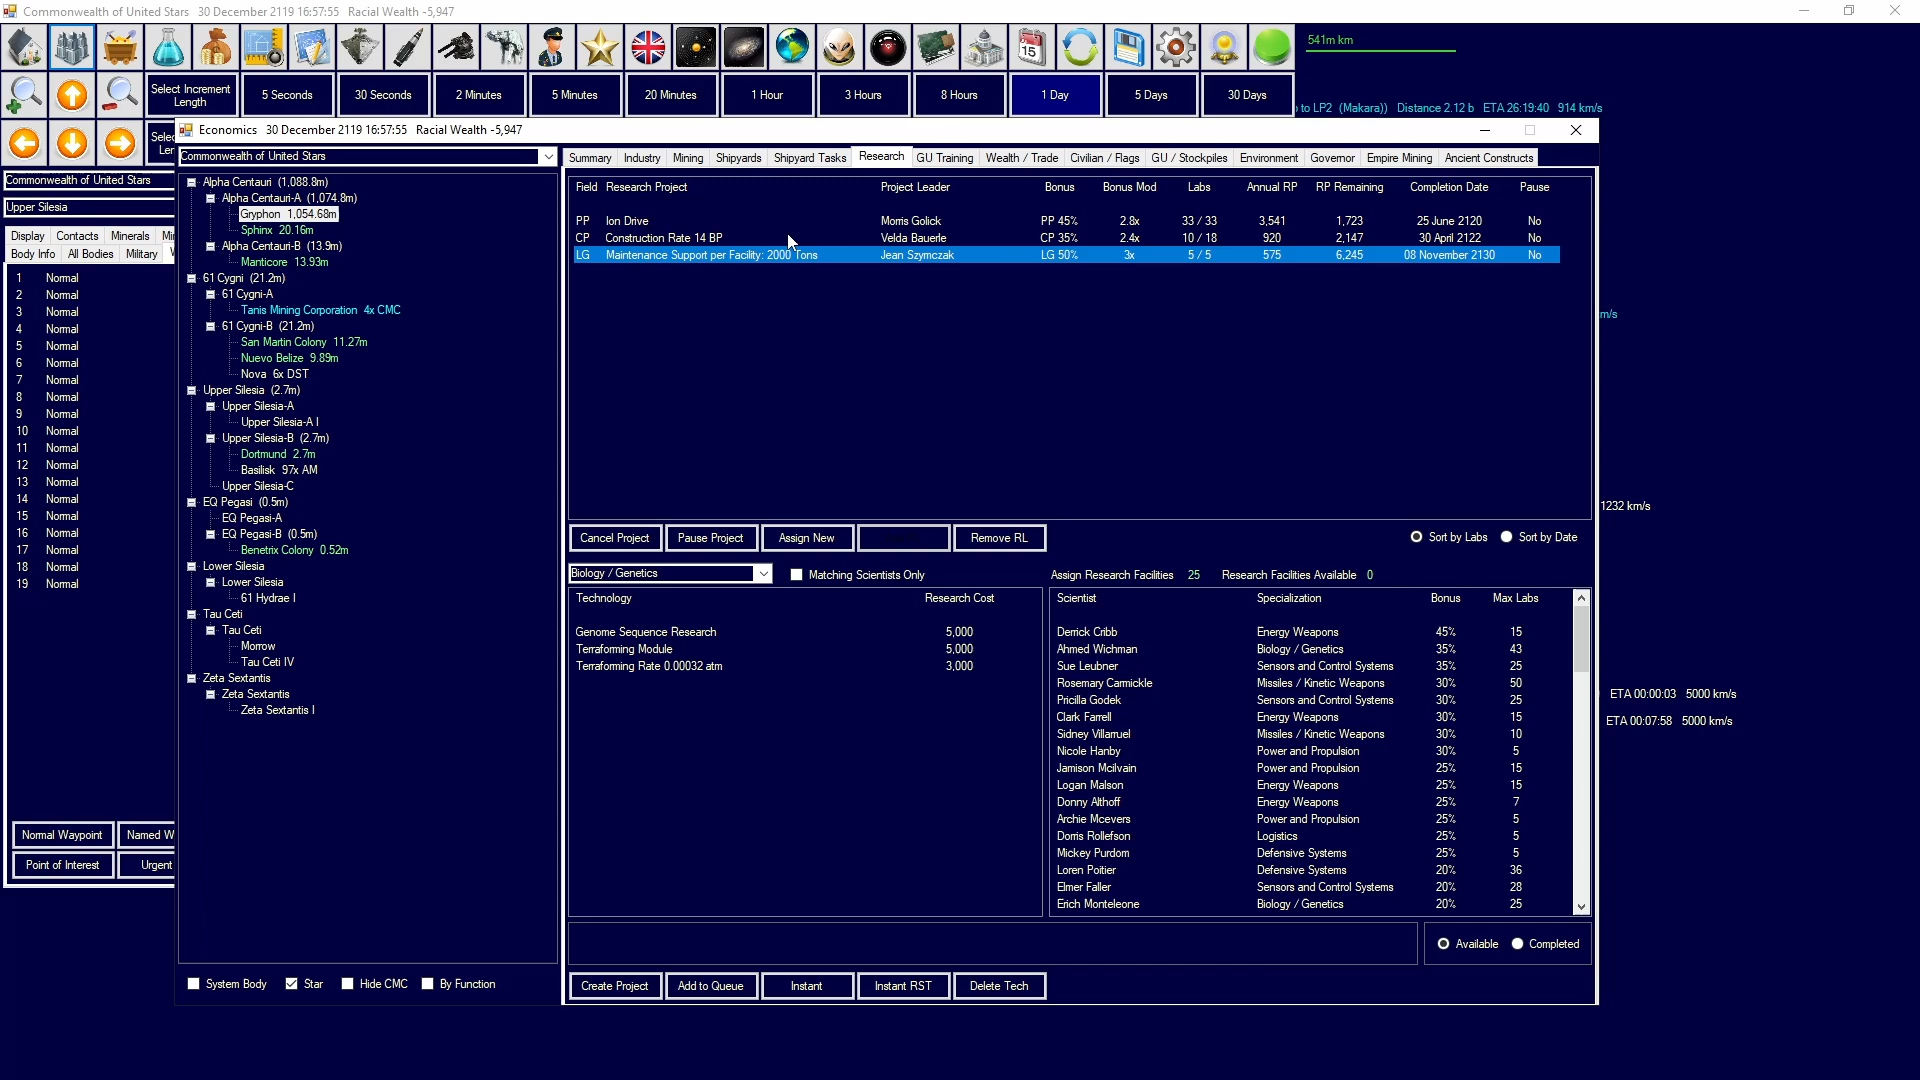 Commonwealth of United Stars   30 December 2119 16:57:55   Racial Wealth -5,947
541m km
Select Increment Length
5 Seconds
30 Seconds
2 Minutes
5 Minutes
20 Minutes
1 Hour
3 Hours
8 Hours
1 Day
5 Days
30 Days
to LP2 (Makara))   Distance 2.12 b   ETA 26:19:40   914 km/s
Economics   30 December 2119 16:57:55   Racial Wealth -5,947
Commonwealth of United Stars
Upper Silesia
Display   Contacts   Minerals
Body Info   All Bodies   Military
1 Normal
2 Normal
3 Normal
4 Normal
5 Normal
6 Normal
7 Normal
8 Normal
9 Normal
10 Normal
11 Normal
12 Normal
13 Normal
14 Normal
15 Normal
16 Normal
17 Normal
18 Normal
19 Normal
Normal Waypoint   Named W
Point of Interest   Urgent
Commonwealth of United Stars
Alpha Centauri (1,088.8m)
Alpha Centauri-A (1,074.8m)
Gryphon 1,054.68m
Sphinx 20.16m
Alpha Centauri-B (13.9m)
Manticore 13.93m
61 Cygni (21.2m)
61 Cygni-A
Tanis Mining Corporation 4x CMC
61 Cygni-B (21.2m)
San Martin Colony 11.27m
Nuevo Belize 9.89m
Nova 6x DST
Upper Silesia (2.7m)
Upper Silesia-A
Upper Silesia-A I
Upper Silesia-B (2.7m)
Dortmund 2.7m
Basilisk 97x AM
Upper Silesia-C
EQ Pegasi (0.5m)
EQ Pegasi-A
EQ Pegasi-B (0.5m)
Benetrix Colony 0.52m
Lower Silesia
Lower Silesia
61 Hydrae I
Tau Ceti
Tau Ceti
Morrow
Tau Ceti IV
Zeta Sextantis
Zeta Sextantis
Zeta Sextantis I
System Body   Star   Hide CMC   By Function
Summary   Industry   Mining   Shipyards   Shipyard Tasks   Research   GU Training   Wealth / Trade   Civilian / Flags   GU / Stockpiles   Environment   Governor   Empire Mining   Ancient Constructs
Field   Research Project   Project Leader   Bonus   Bonus Mod   Labs   Annual RP   RP Remaining   Completion Date   Pause
PP   Ion Drive   Morris Golick   PP 45%   2.8x   33 / 33   3,541   1,723   25 June 2120   No
CP   Construction Rate 14 BP   Velda Bauerle   CP 35%   2.4x   10 / 18   920   2,147   30 April 2122   No
LG   Maintenance Support per Facility: 2000 Tons   Jean Szymczak   LG 50%   3x   5 / 5   575   6,245   08 November 2130   No
Cancel Project   Pause Project   Assign New   Remove RL   Sort by Labs   Sort by Date
Biology / Genetics   Matching Scientists Only   Assign Research Facilities   25   Research Facilities Available   0
Technology   Research Cost
Genome Sequence Research   5,000
Terraforming Module   5,000
Terraforming Rate 0.00032 atm   3,000
Scientist   Specialization   Bonus   Max Labs
Derrick Cribb   Energy Weapons   45%   15
Ahmed Wichman   Biology / Genetics   35%   43
Sue Leubner   Sensors and Control Systems   35%   25
Rosemary Carmickle   Missiles / Kinetic Weapons   30%   50
Pricilla Godek   Sensors and Control Systems   30%   25
Clark Farrell   Energy Weapons   30%   15
Sidney Villarruel   Missiles / Kinetic Weapons   30%   10
Nicole Hanby   Power and Propulsion   30%   5
Jamison Mcilvain   Power and Propulsion   25%   15
Logan Malson   Energy Weapons   25%   15
Donny Althoff   Energy Weapons   25%   7
Archie Mcevers   Power and Propulsion   25%   5
Dorris Rollefson   Logistics   25%   5
Mickey Purdom   Defensive Systems   25%   5
Loren Poitier   Defensive Systems   20%   36
Elmer Faller   Sensors and Control Systems   20%   28
Erich Monteleone   Biology / Genetics   20%   25
Available   Completed
Create Project   Add to Queue   Instant   Instant RST   Delete Tech
m/s
1232 km/s
ETA 00:00:03   5000 km/s
ETA 00:07:58   5000 km/s